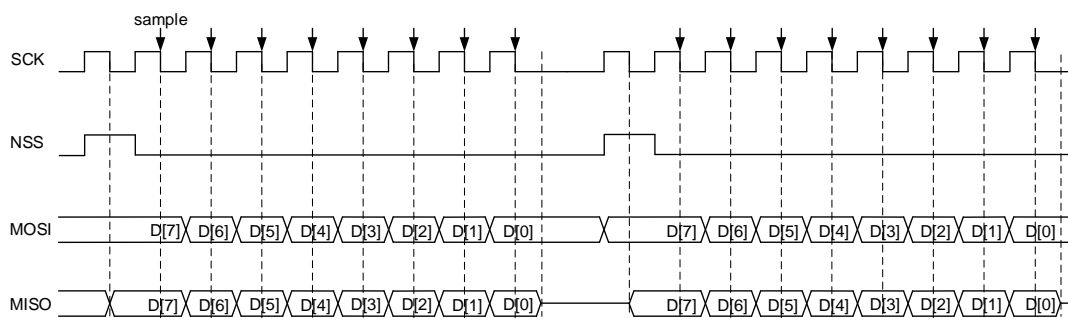 sample
SCK
NSS
MOSI D[7] D[6] D[5] D[4] D[3] D[2] D[1] D[0] D[7] D[6] D[5] D[4] D[3] D[2] D[1] D[0]
MISO D[7] D[6] D[5] D[4] D[3] D[2] D[1] D[0] D[7] D[6] D[5] D[4] D[3] D[2] D[1] D[0]